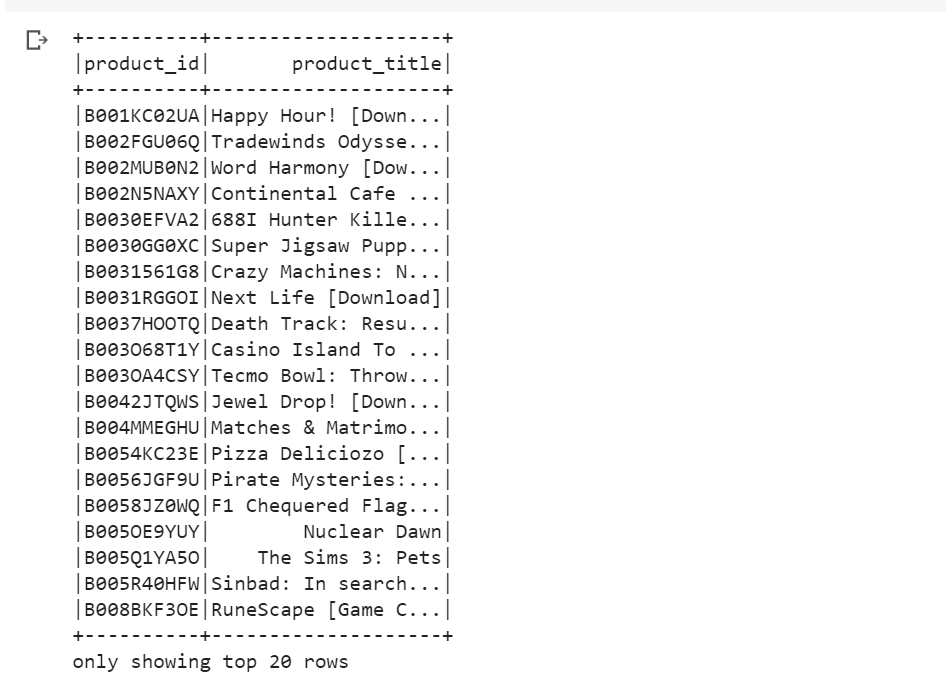 +----------+--------------------+
|product_id|       product_title|
+----------+--------------------+
|B001KC02UA|Happy Hour! [Down...|
|B002FGU06Q|Tradewinds Odysse...|
|B002MUB0N2|Word Harmony [Dow...|
|B002N5NAXY|Continental Cafe ...|
|B0030EFVA2|688I Hunter Kille...|
|B0030GG0XC|Super Jigsaw Pupp...|
|B0031561G8|Crazy Machines: N...|
|B0031RGGOI|Next Life [Download]|
|B0037HOOTQ|Death Track: Resu...|
|B003O68T1Y|Casino Island To ...|
|B003OA4CSY|Tecmo Bowl: Throw...|
|B0042JTQWS|Jewel Drop! [Down...|
|B004MMEGHU|Matches & Matrimo...|
|B0054KC23E|Pizza Deliciozo [...|
|B0056JGF9U|Pirate Mysteries:...|
|B0058JZ0WQ|F1 Chequered Flag...|
|B005OE9YUY|        Nuclear Dawn|
|B005Q1YA5O|    The Sims 3: Pets|
|B005R40HFW|Sinbad: In search...|
|B008BKF3OE|RuneScape [Game C...|
+----------+--------------------+
only showing top 20 rows